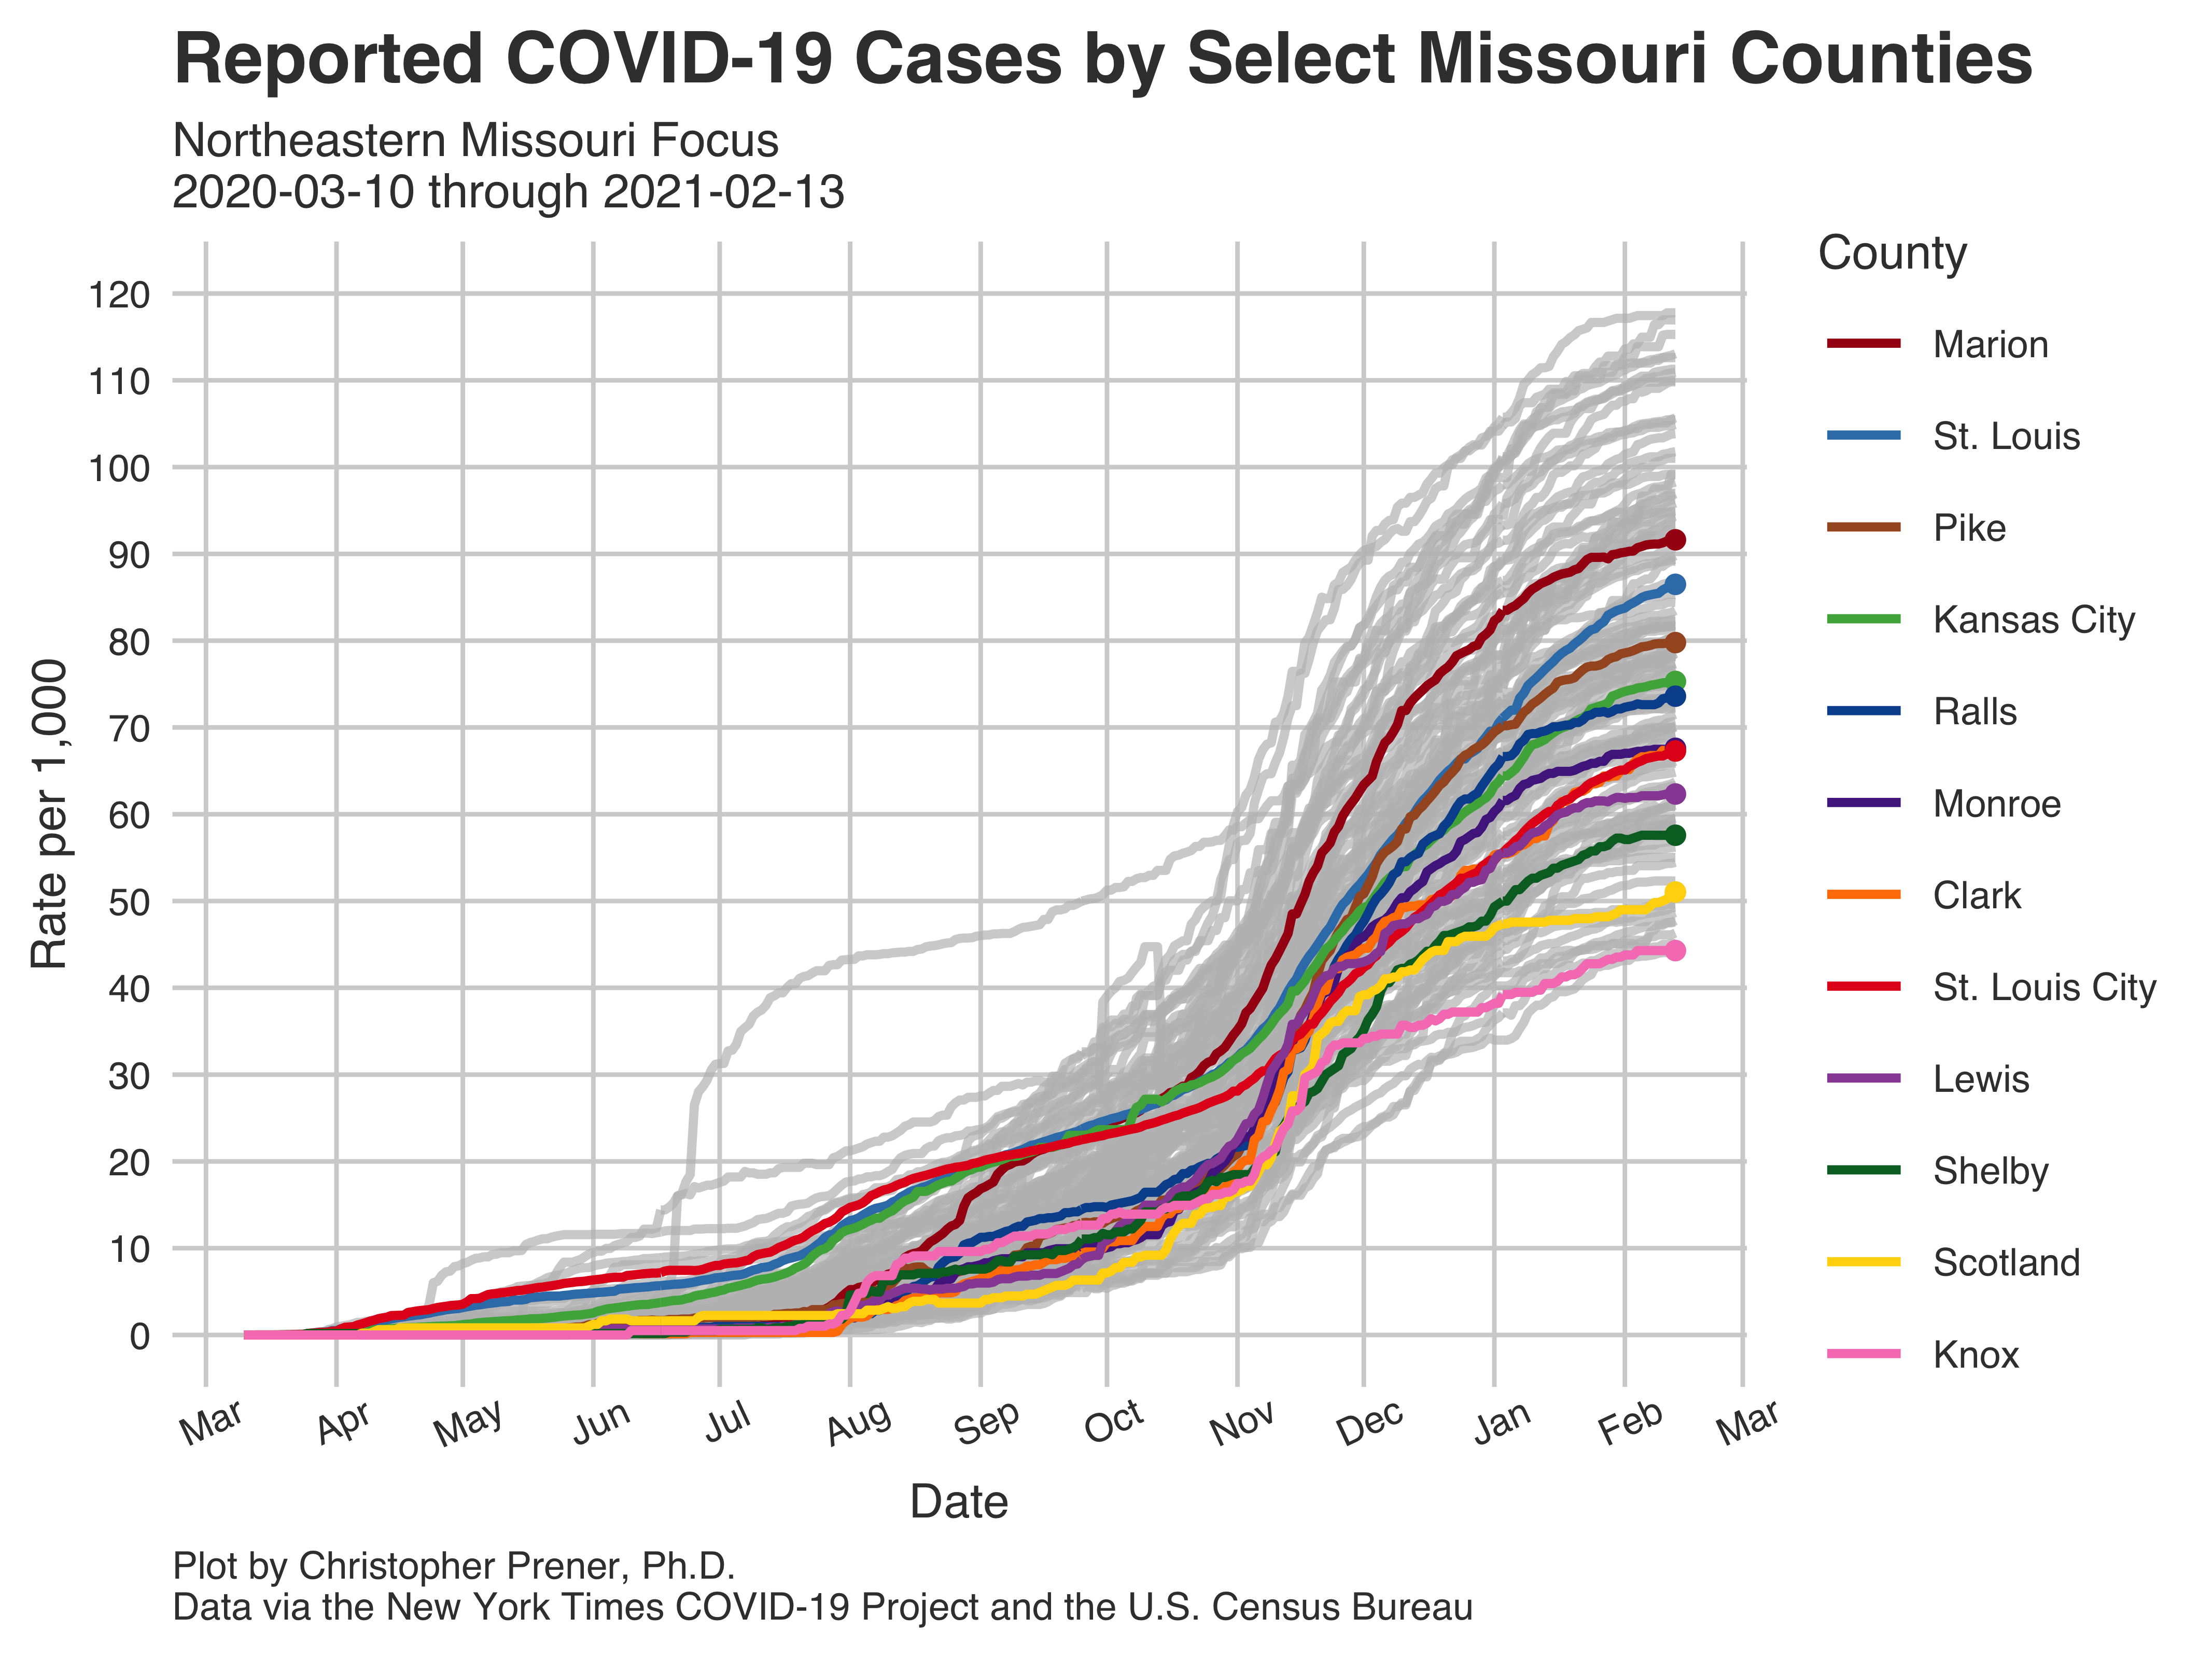 Reported COVID-19 Cases by Select Missouri Counties
Northeastern Missouri Focus
2020-03-10 through 2021-02-13
County
Marion
St. Louis
Pike
Kansas City
Ralls
Monroe
Clark
St. Louis City
Lewis
Shelby
Scotland
Knox
Rate per 1,000
120
110
100
90
80
70
60
50
40
30
20
10
0
Mar Apr May Jun Jul Aug Sep Oct Nov Dec Jan Feb Mar
Date
Plot by Christopher Prener, Ph.D.
Data via the New York Times COVID-19 Project and the U.S. Census Bureau